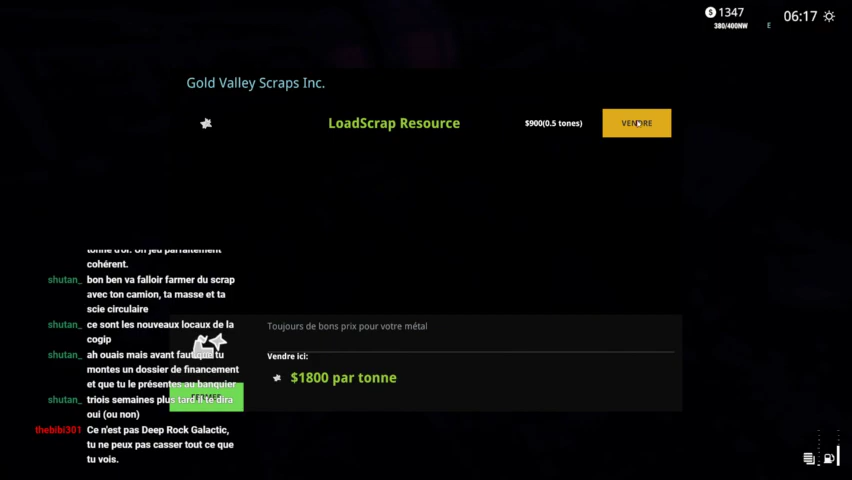 1347
06:17
380/400NW
E
Gold Valley Scraps Inc.
LoadScrap Resource
$900(0.5 tones)
VENDRE
tonne d'or. Un jeu parfaitement
cohérent.
shutan_ bon ben va falloir farmer du scrap
avec ton camion, ta masse et ta
scie circulaire
shutan_ ce sont les nouveaux locaux de la
cogip
shutan_ ah ouais mais avant faut que tu
montes un dossier de financement
et que tu le présentes au banquier
shutan_ triois semaines plus tard il te dira
oui (ou non)
thebibi301 Ce n'est pas Deep Rock Galactic,
tu ne peux pas casser tout ce que
tu vois.
Toujours de bons prix pour votre métal
Vendre ici:
$1800 par tonne